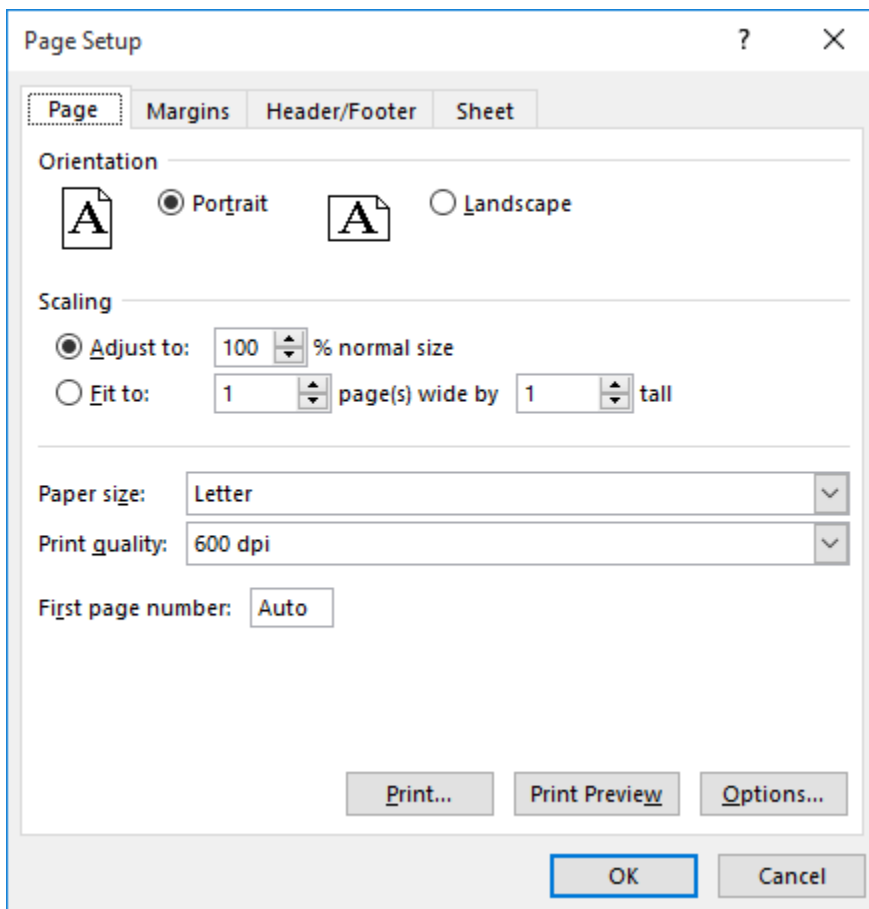 Page Setup ?
Page Margins Header/Footer Sheet
Orientation
A Portrait A Landscape
Scaling
Adjust to: 100 % normal size
Fit to: 1 page(s) wide by 1 tall
Paper size: Letter
Print quality: 600 dpi
First page number: Auto
Print... Print Preview Options...
OK Cancel